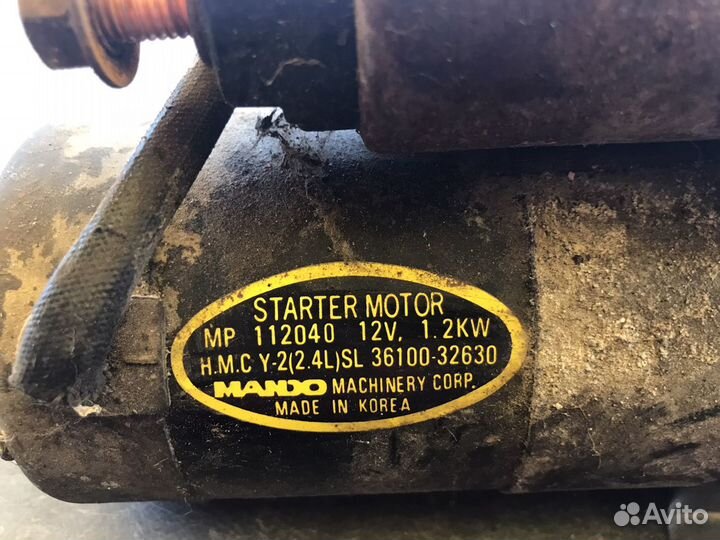 STARTER MOTOR
MP 112040 12V, 1.2KW
H.M.C Y-2(2.4L)SL 36100-32630
MANDO MACHINERY CORP.
MADE IN KOREA
Avito